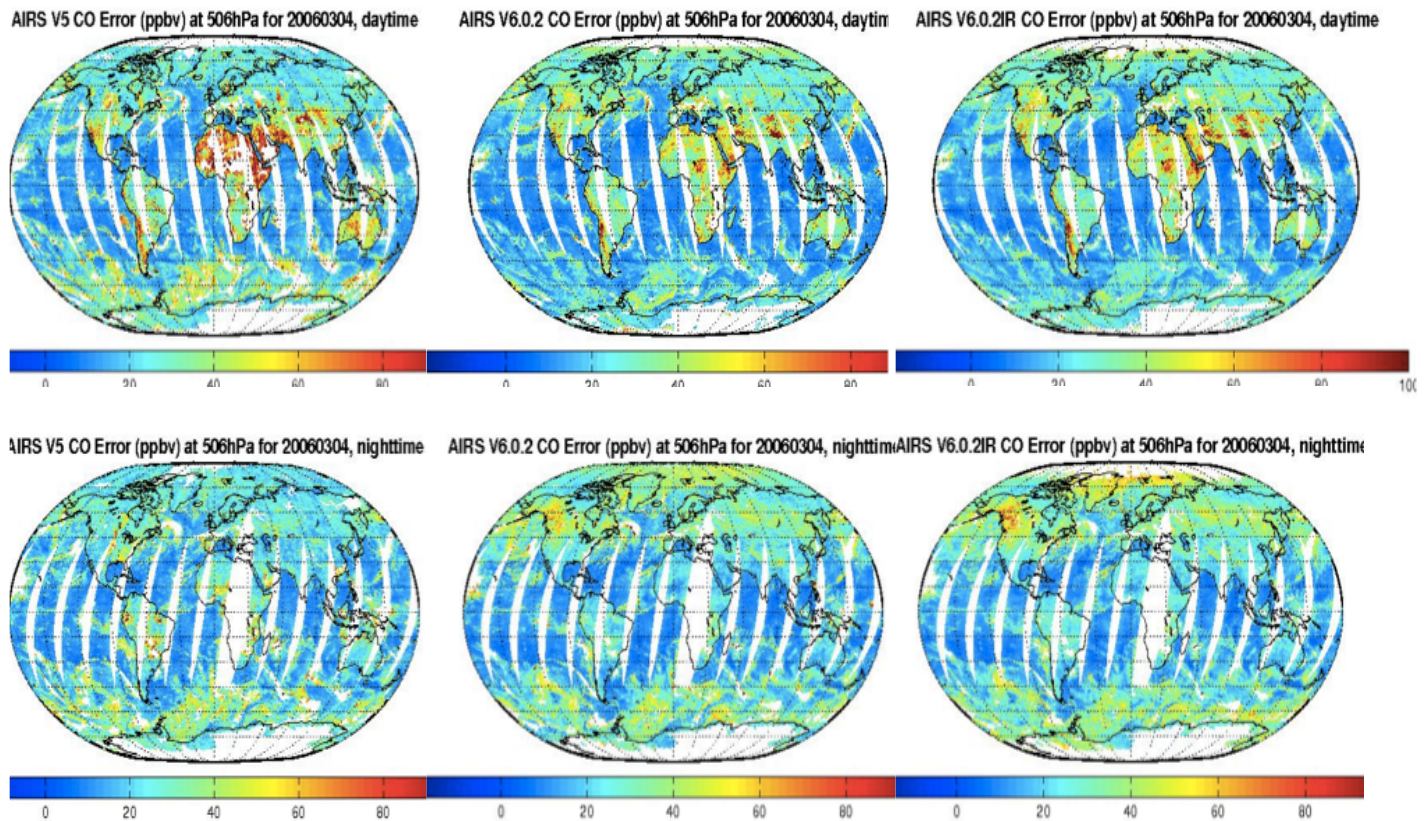 AIRS V5 CO Error (ppbv) at 506hPa for 20060304, daytime
AIRS V6.0.2 CO Error (ppbv) at 506hPa for 20060304, daytim
AIRS V6.0.2IR CO Error (ppbv) at 506hPa for 20060304, daytime
0 20 40 60 80
0 20 40 60 80
0 20 40 60 80 100
AIRS V5 CO Error (ppbv) at 506hPa for 20060304, nighttime
AIRS V6.0.2 CO Error (ppbv) at 506hPa for 20060304, nighttime
AIRS V6.0.2IR CO Error (ppbv) at 506hPa for 20060304, nighttime
0 20 40 60 80
0 20 40 60 80
0 20 40 60 80